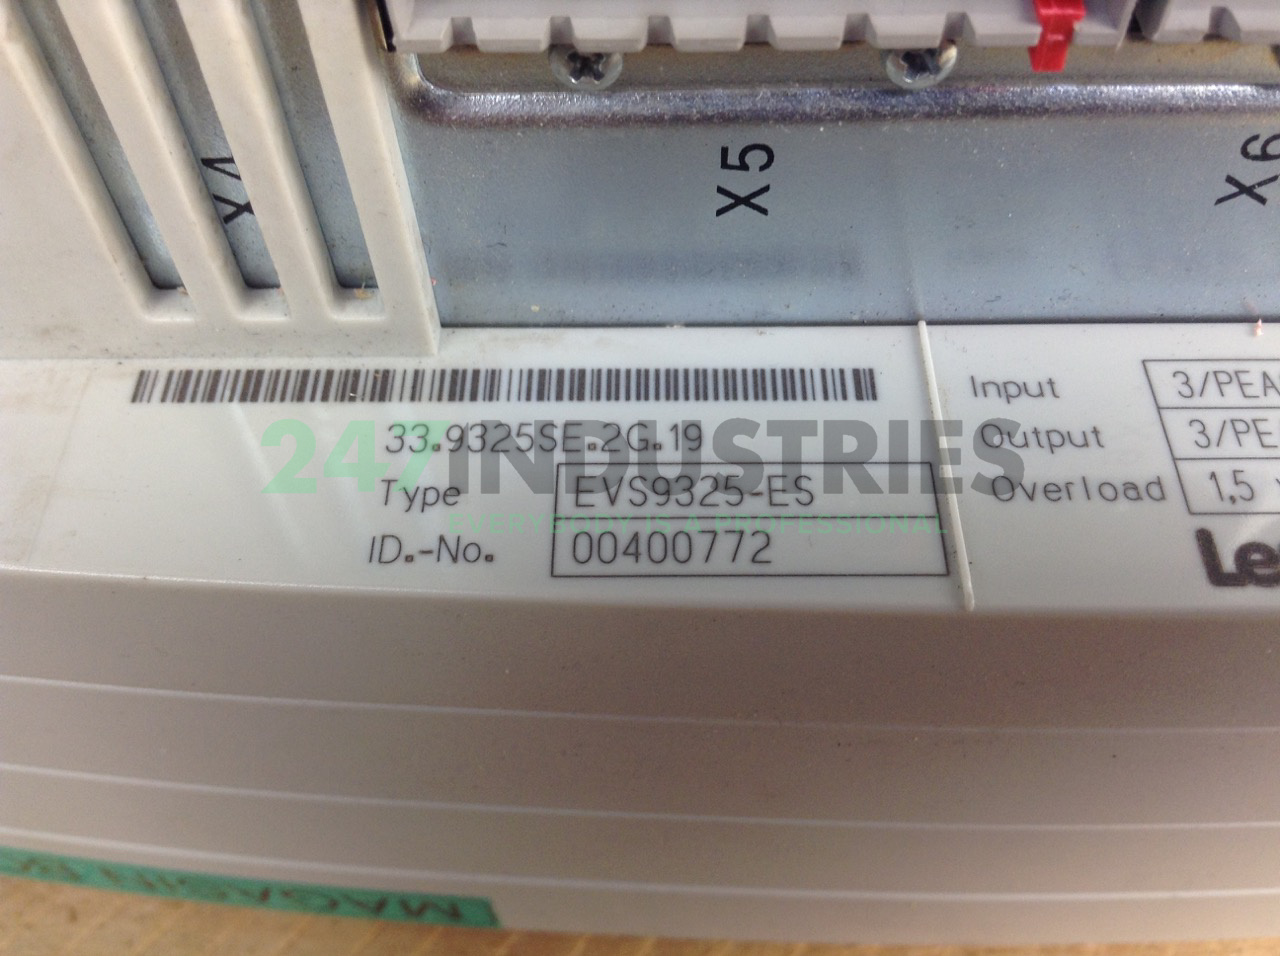 X5
X6
33.9325SE.2G.19
Type EVS9325-ES
ID.-No. 00400772
Input 3/PEA
Output 3/PE
Overload 1,5
Le
247INDUSTRIES
EVERYBODY IS A PROFESSIONAL